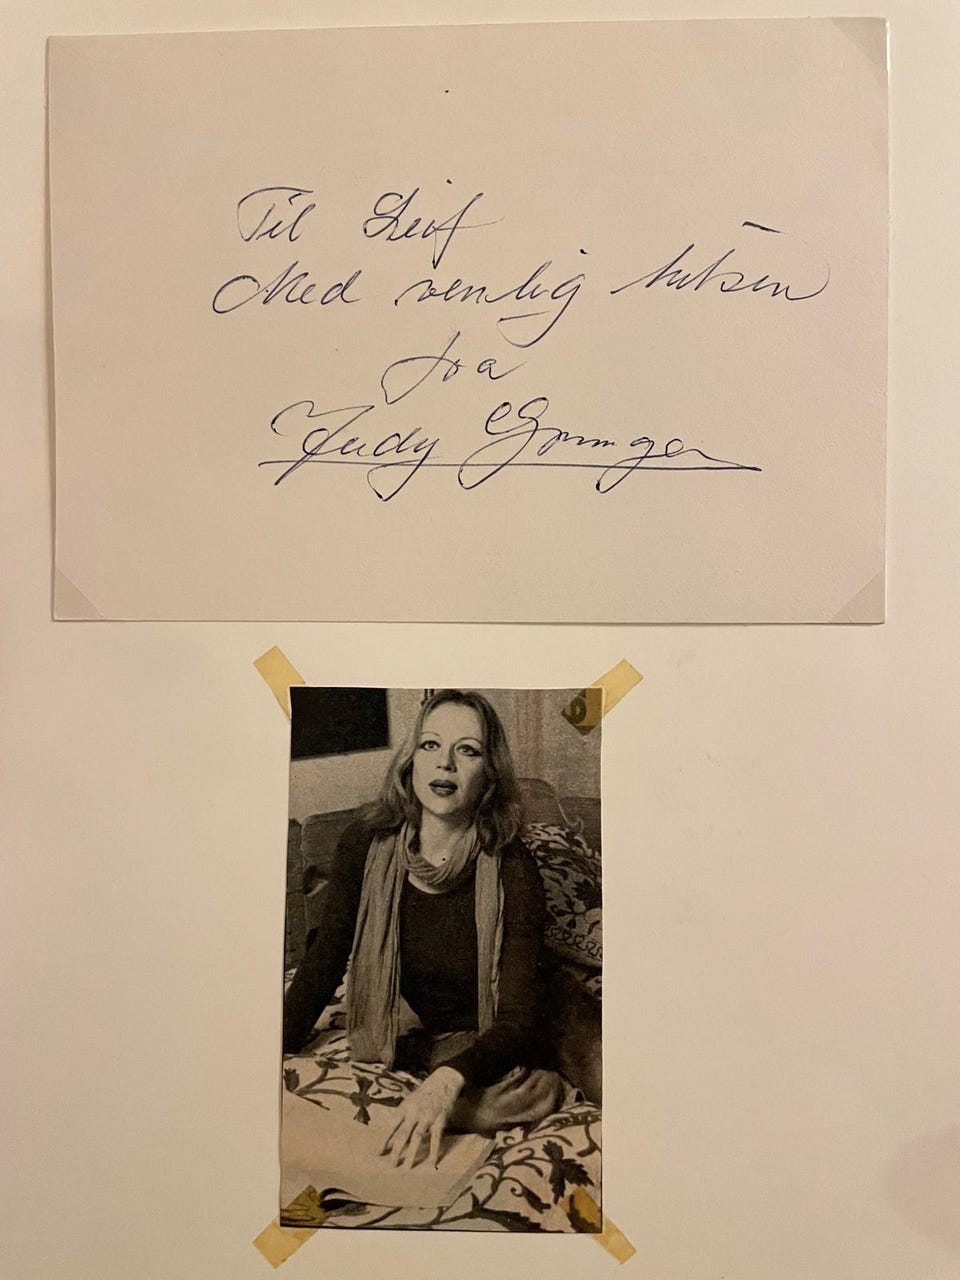 Til Leif
Med venlig hilsen
fra
Judy Gringer